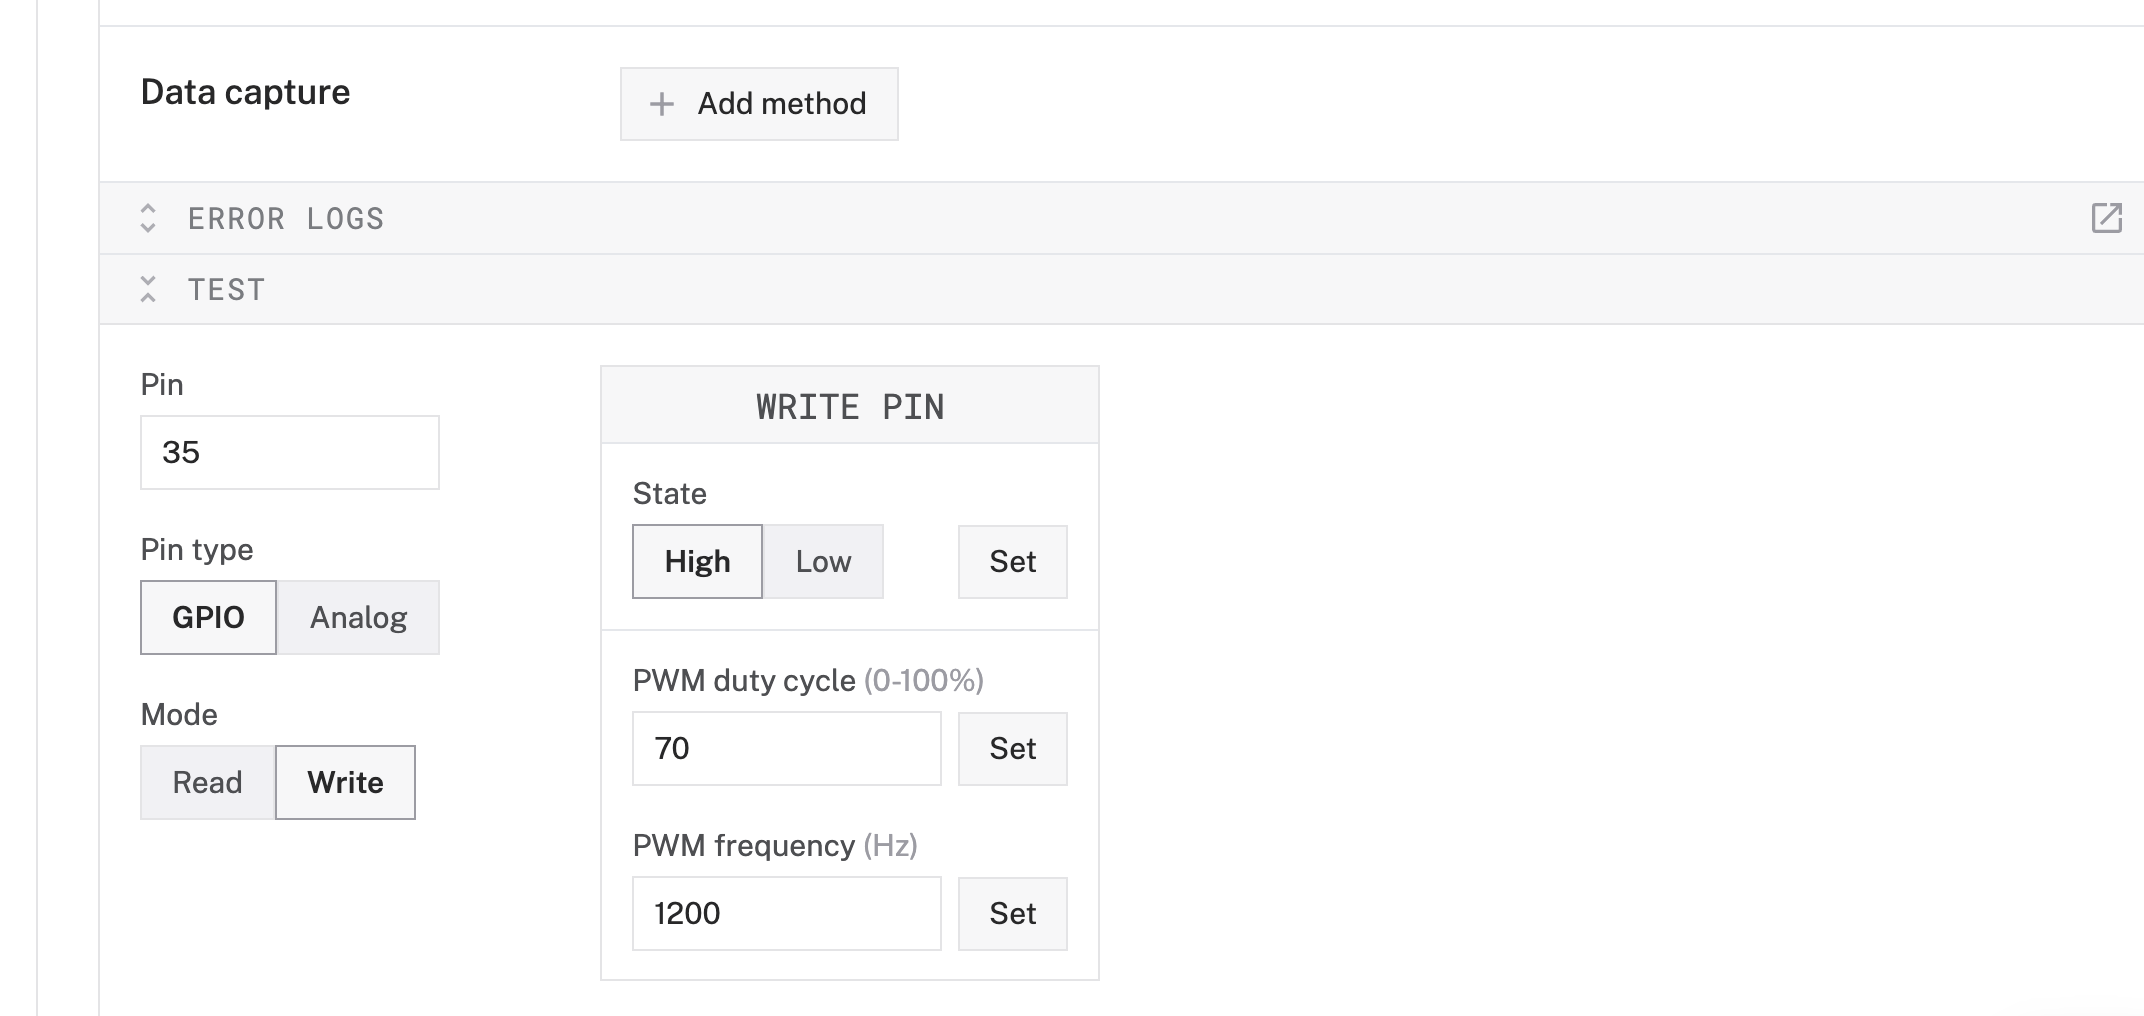 Data capture
Add method
ERROR LOGS
TEST
Pin
35
Pin type
GPIO Analog
Mode
Read Write
WRITE PIN
State
High Low Set
PWM duty cycle (0-100%)
70 Set
PWM frequency (Hz)
1200 Set